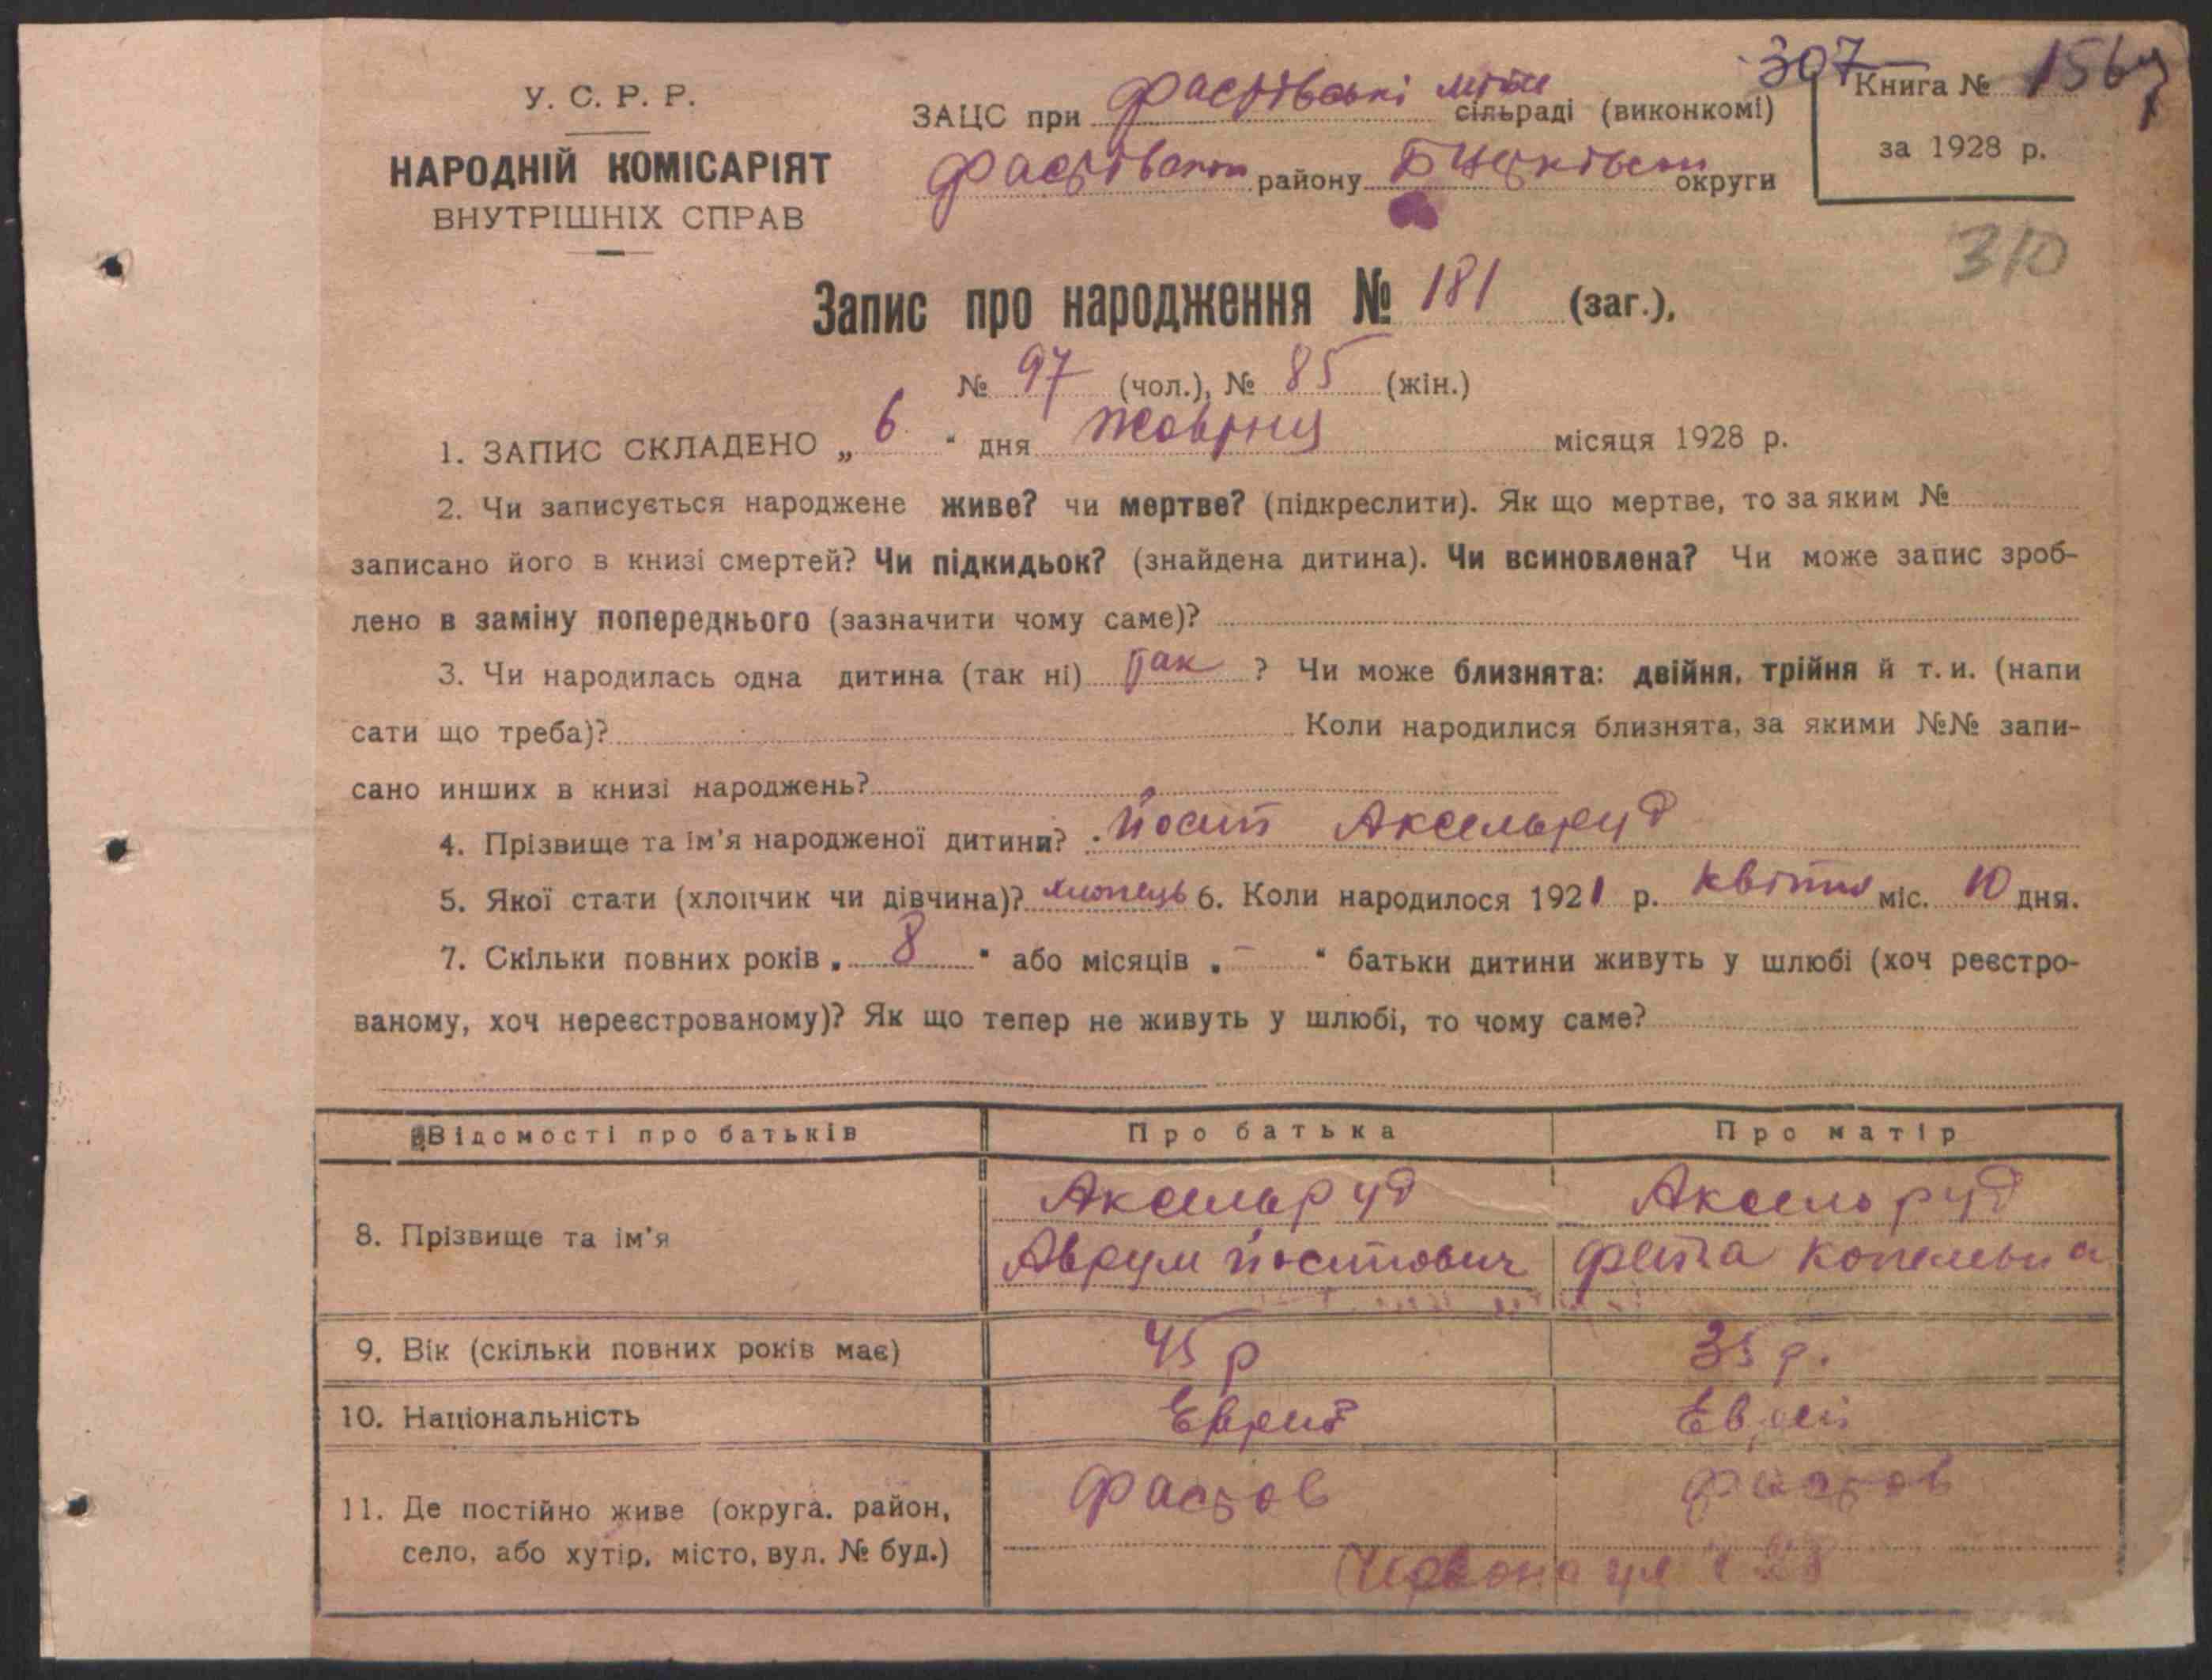 307
У. С. Р. Р.
НАРОДНІЙ КОМІСАРІЯТ
ВНУТРІШНІХ СПРАВ
ЗАЦС при Фастівські місь сільраді (виконкомі)
Фастівськ району Бцерківськ округи
Книга № 1567
за 1928 р.
310
Запис про народження № 181 (заг.),
№ 97 (чол.), № 85 (жін.)
1. ЗАПИС СКЛАДЕНО „ 6 “ дня Жовтня місяця 1928 р.
2. Чи записується народжене живе? чи мертве? (підкреслити). Як що мертве, то за яким №
записано його в книзі смертей? Чи підкидьок? (знайдена дитина). Чи всиновлена? Чи може запис зроб-
лено в заміну попереднього (зазначити чому саме)?
3. Чи народилась одна дитина (так ні) так ? Чи може близнята: двійня, трійня й т. и. (напи
сати що треба)? Коли народилися близнята, за якими №№ запи-
сано инших в книзі народжень?
4. Прізвище та ім'я народженої дитини? Йосип Аксельруд
5. Якої стати (хлопчик чи дівчина)? хлопець 6. Коли народилося 1921 р. квітня міс. 10 дня.
7. Скільки повних років „ 8 “ або місяців „ – “ батьки дитини живуть у шлюбі (хоч реєстро-
ваному, хоч нереєстрованому)? Як що тепер не живуть у шлюбі, то чому саме?
Відомості про батьків Про батька Про матір
8. Прізвище та ім'я
Аксельруд Аксельруд
Аврум Йосипович Фейга
9. Вік (скільки повних років має) 45 р 35 р.
10. Національність Еврей Еврей
11. Де постійно живе (округа, район,
село, або хутір, місто, вул. № буд.)
Фастов Фастов
Червона ул 28